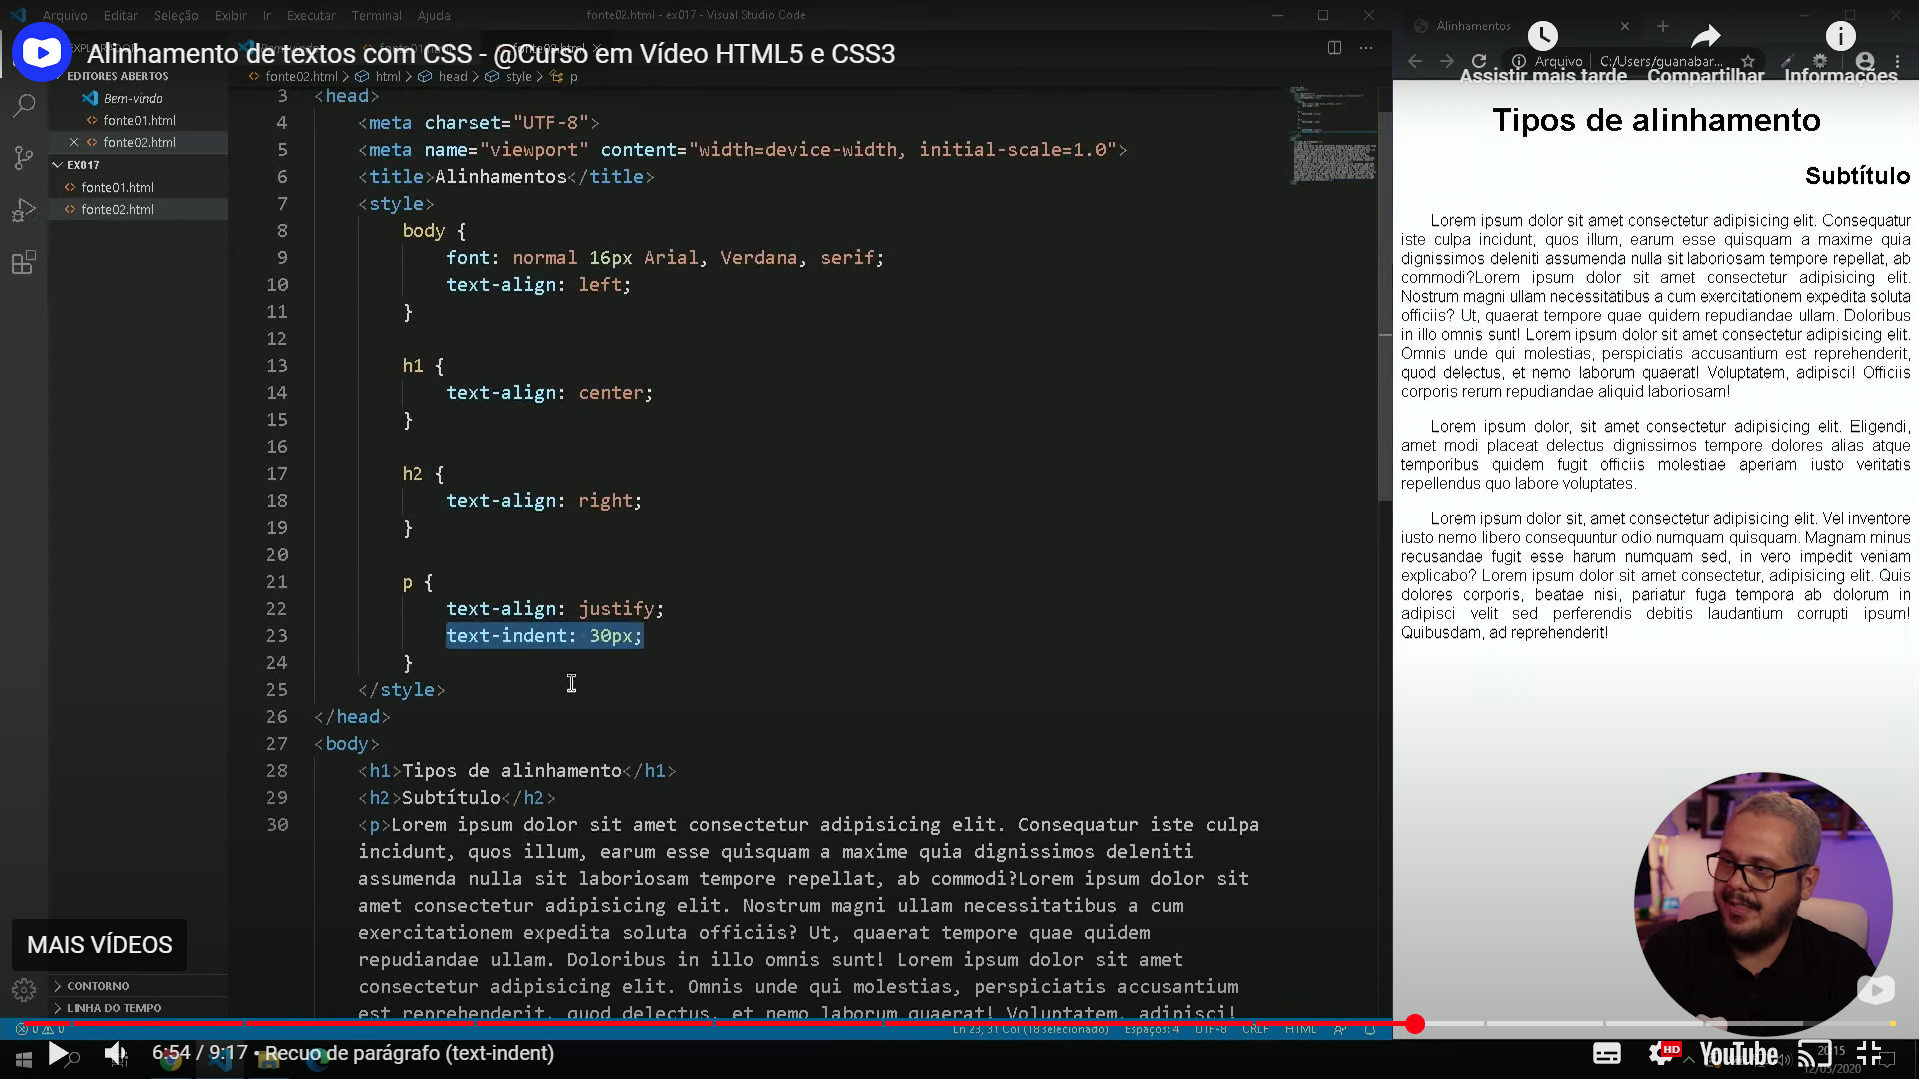 Arquivo Editar Seleção Exibir Ir Executar Terminal Ajuda
fonte02.html - ex017 - Visual Studio Code
Alinhamento de textos com CSS - @Curso em Vídeo HTML5 e CSS3
EDITORES ABERTOS
Bem-vindo
fonte01.html
fonte02.html
EX017
fonte01.html
fonte02.html
CONTORNO
LINHA DO TEMPO
MAIS VÍDEOS
fonte02.html > html > head > style > p
3 <head>
4 <meta charset="UTF-8">
5 <meta name="viewport" content="width=device-width, initial-scale=1.0">
6 <title>Alinhamentos</title>
7 <style>
8 body {
9 font: normal 16px Arial, Verdana, serif;
10 text-align: left;
11 }
12
13 h1 {
14 text-align: center;
15 }
16
17 h2 {
18 text-align: right;
19 }
20
21 p {
22 text-align: justify;
23 text-indent: 30px;
24 }
25 </style>
26 </head>
27 <body>
28 <h1>Tipos de alinhamento</h1>
29 <h2>Subtítulo</h2>
30 <p>Lorem ipsum dolor sit amet consectetur adipisicing elit. Consequatur iste culpa
incidunt, quos illum, earum esse quisquam a maxime quia dignissimos deleniti
assumenda nulla sit laboriosam tempore repellat, ab commodi?Lorem ipsum dolor sit
amet consectetur adipisicing elit. Nostrum magni ullam necessitatibus a cum
exercitationem expedita soluta officiis? Ut, quaerat tempore quae quidem
repudiandae ullam. Doloribus in illo omnis sunt! Lorem ipsum dolor sit amet
consectetur adipisicing elit. Omnis unde qui molestias, perspiciatis accusantium
est reprehenderit, quod delectus, et nemo laborum quaerat! Voluptatem, adipisci!
0 0
Ln 23, 31 Col (18 selecionado) Espaços: 4 UTF-8 CRLF HTML
Alinhamentos
Arquivo C:/Users/guanabar...
Assistir mais tarde Compartilhar Informações
Tipos de alinhamento
Subtítulo
Lorem ipsum dolor sit amet consectetur adipisicing elit. Consequatur
iste culpa incidunt, quos illum, earum esse quisquam a maxime quia
dignissimos deleniti assumenda nulla sit laboriosam tempore repellat, ab
commodi?Lorem ipsum dolor sit amet consectetur adipisicing elit.
Nostrum magni ullam necessitatibus a cum exercitationem expedita soluta
officiis? Ut, quaerat tempore quae quidem repudiandae ullam. Doloribus
in illo omnis sunt! Lorem ipsum dolor sit amet consectetur adipisicing elit.
Omnis unde qui molestias, perspiciatis accusantium est reprehenderit,
quod delectus, et nemo laborum quaerat! Voluptatem, adipisci! Officiis
corporis rerum repudiandae aliquid laboriosam!
Lorem ipsum dolor, sit amet consectetur adipisicing elit. Eligendi,
amet modi placeat delectus dignissimos tempore dolores alias atque
temporibus quidem fugit officiis molestiae aperiam iusto veritatis
repellendus quo labore voluptates.
Lorem ipsum dolor sit, amet consectetur adipisicing elit. Vel inventore
iusto nemo libero consequuntur odio numquam quisquam. Magnam minus
recusandae fugit esse harum numquam sed, in vero impedit veniam
explicabo? Lorem ipsum dolor sit amet consectetur, adipisicing elit. Quis
dolores corporis, beatae nisi, pariatur fuga tempora ab dolorum in
adipisci velit sed perferendis debitis laudantium corrupti ipsum!
Quibusdam, ad reprehenderit!
6:54 / 9:17 • Recuo de parágrafo (text-indent)
HD
YouTube
20:15
12/05/2020